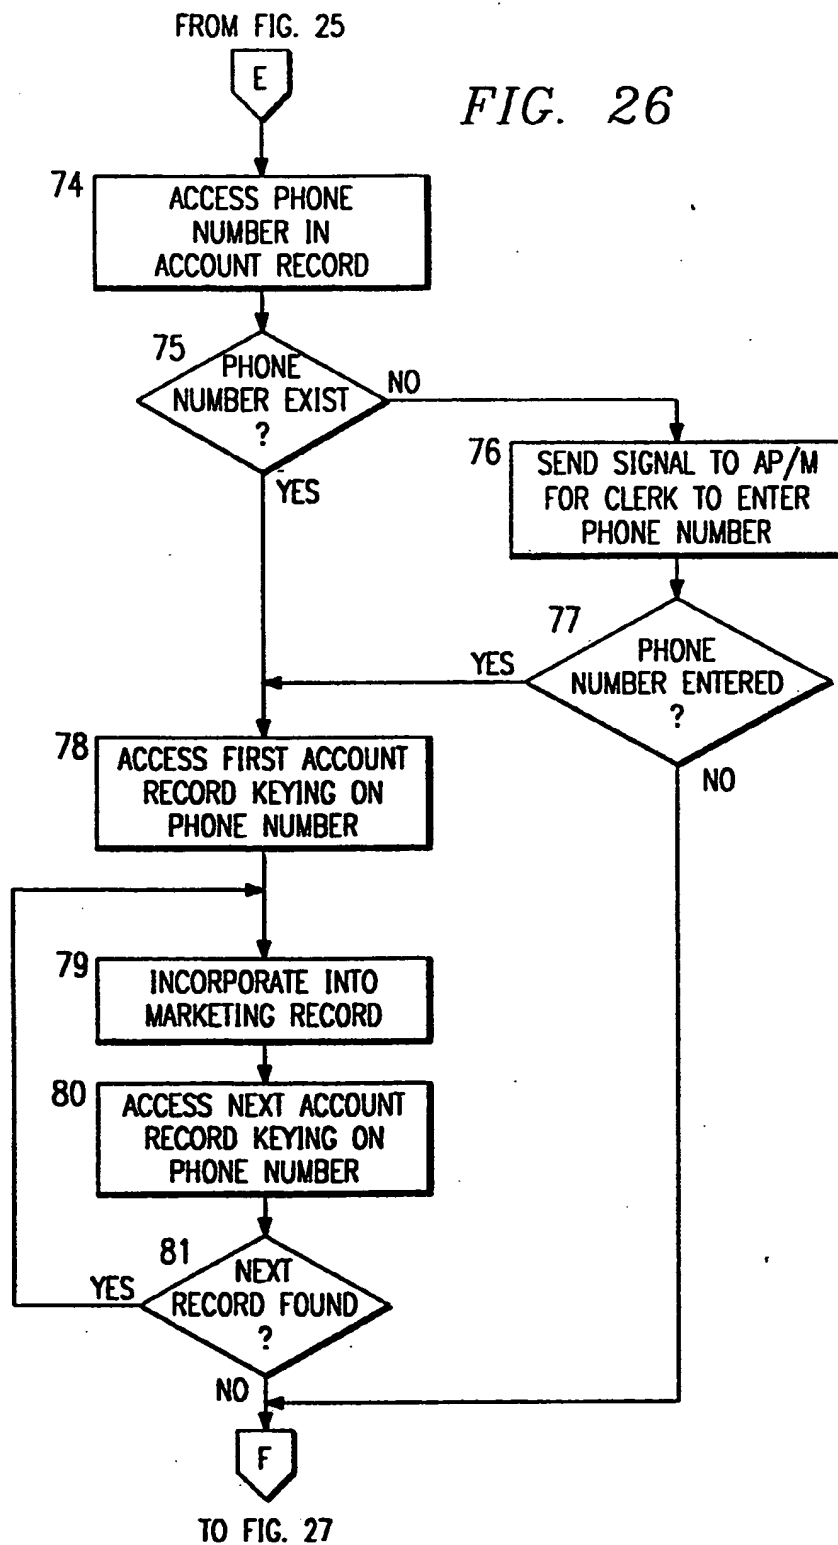 FROM FIG. 25
E
FIG. 26
74
ACCESS PHONE
NUMBER IN
ACCOUNT RECORD
75
PHONE
NUMBER EXIST
?
NO
YES
76
SEND SIGNAL TO AP/M
FOR CLERK TO ENTER
PHONE NUMBER
77
PHONE
NUMBER ENTERED
?
YES
NO
78
ACCESS FIRST ACCOUNT
RECORD KEYING ON
PHONE NUMBER
79
INCORPORATE INTO
MARKETING RECORD
80
ACCESS NEXT ACCOUNT
RECORD KEYING ON
PHONE NUMBER
81
NEXT
RECORD FOUND
?
YES
NO
F
TO FIG. 27